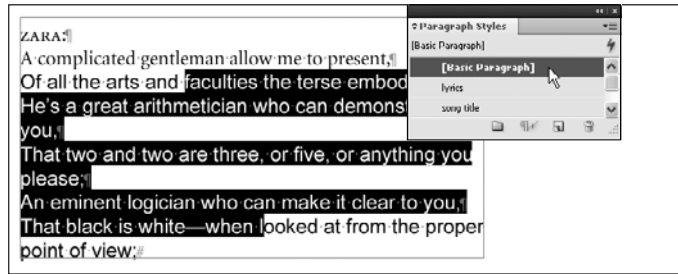 ZARA:¶
A complicated gentleman allow me to present,¶
Of all the arts and faculties the terse embod
He's a great arithmetician who can demonst
you,¶
That two and two are three, or five, or anything you
please;¶
An eminent logician who can make it clear to you,¶
That black is white—when looked at from the proper
point of view;#
Paragraph Styles
[Basic Paragraph]
[Basic Paragraph]
lyrics
song title